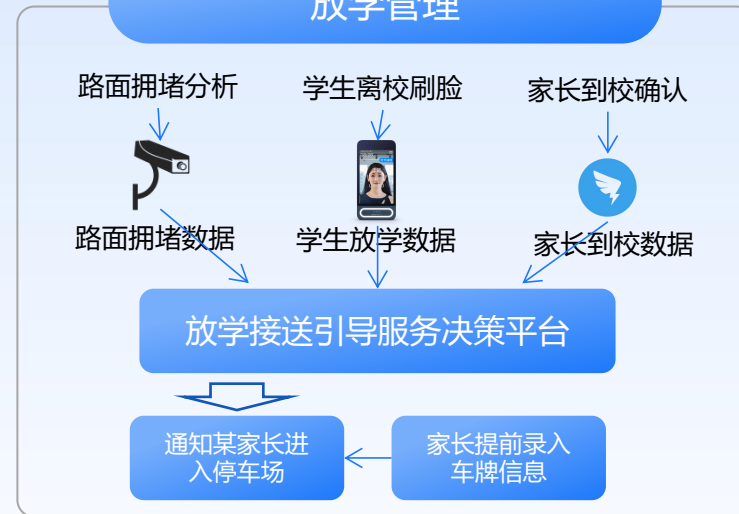 放学管理
路面拥堵分析
学生离校刷脸
家长到校确认
路面拥堵数据
学生放学数据
家长到校数据
放学接送引导服务决策平台
通知某家长进
入停车场
家长提前录入
车牌信息